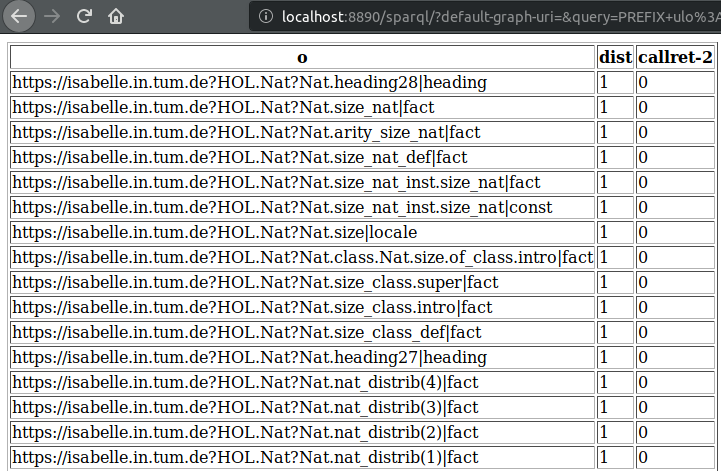 localhost:8890/sparql/?default-graph-uri=&query=PREFIX+ulo%3A
o dist callret-2
https://isabelle.in.tum.de?HOL.Nat?Nat.heading28|heading 1 0
https://isabelle.in.tum.de?HOL.Nat?Nat.size_nat|fact 1 0
https://isabelle.in.tum.de?HOL.Nat?Nat.arity_size_nat|fact 1 0
https://isabelle.in.tum.de?HOL.Nat?Nat.size_nat_def|fact 1 0
https://isabelle.in.tum.de?HOL.Nat?Nat.size_nat_inst.size_nat|fact 1 0
https://isabelle.in.tum.de?HOL.Nat?Nat.size_nat_inst.size_nat|const 1 0
https://isabelle.in.tum.de?HOL.Nat?Nat.size|locale 1 0
https://isabelle.in.tum.de?HOL.Nat?Nat.class.Nat.size.of_class.intro|fact 1 0
https://isabelle.in.tum.de?HOL.Nat?Nat.size_class.super|fact 1 0
https://isabelle.in.tum.de?HOL.Nat?Nat.size_class.intro|fact 1 0
https://isabelle.in.tum.de?HOL.Nat?Nat.size_class_def|fact 1 0
https://isabelle.in.tum.de?HOL.Nat?Nat.heading27|heading 1 0
https://isabelle.in.tum.de?HOL.Nat?Nat.nat_distrib(4)|fact 1 0
https://isabelle.in.tum.de?HOL.Nat?Nat.nat_distrib(3)|fact 1 0
https://isabelle.in.tum.de?HOL.Nat?Nat.nat_distrib(2)|fact 1 0
https://isabelle.in.tum.de?HOL.Nat?Nat.nat_distrib(1)|fact 1 0